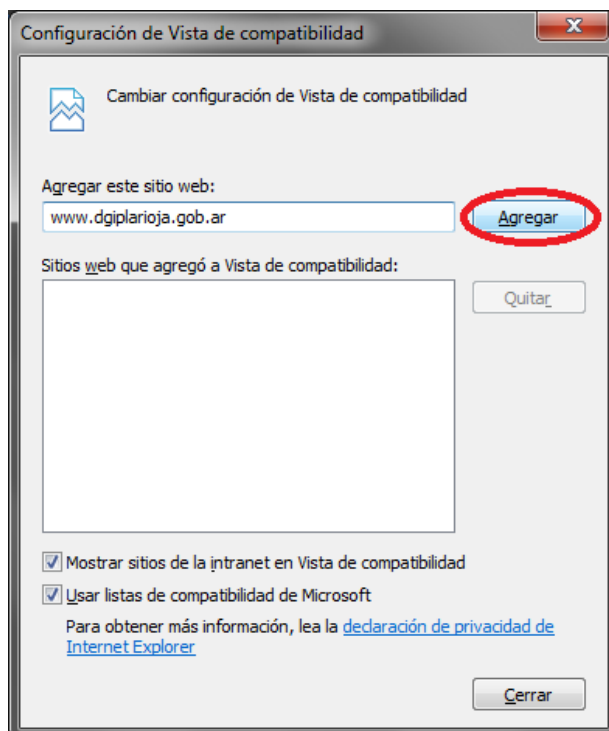 Configuración de Vista de compatibilidad
Cambiar configuración de Vista de compatibilidad
Agregar este sitio web:
www.dgiplarioja.gob.ar
Agregar
Sitios web que agregó a Vista de compatibilidad:
Quitar
Mostrar sitios de la intranet en Vista de compatibilidad
Usar listas de compatibilidad de Microsoft
Para obtener más información, lea la declaración de privacidad de
Internet Explorer
Cerrar